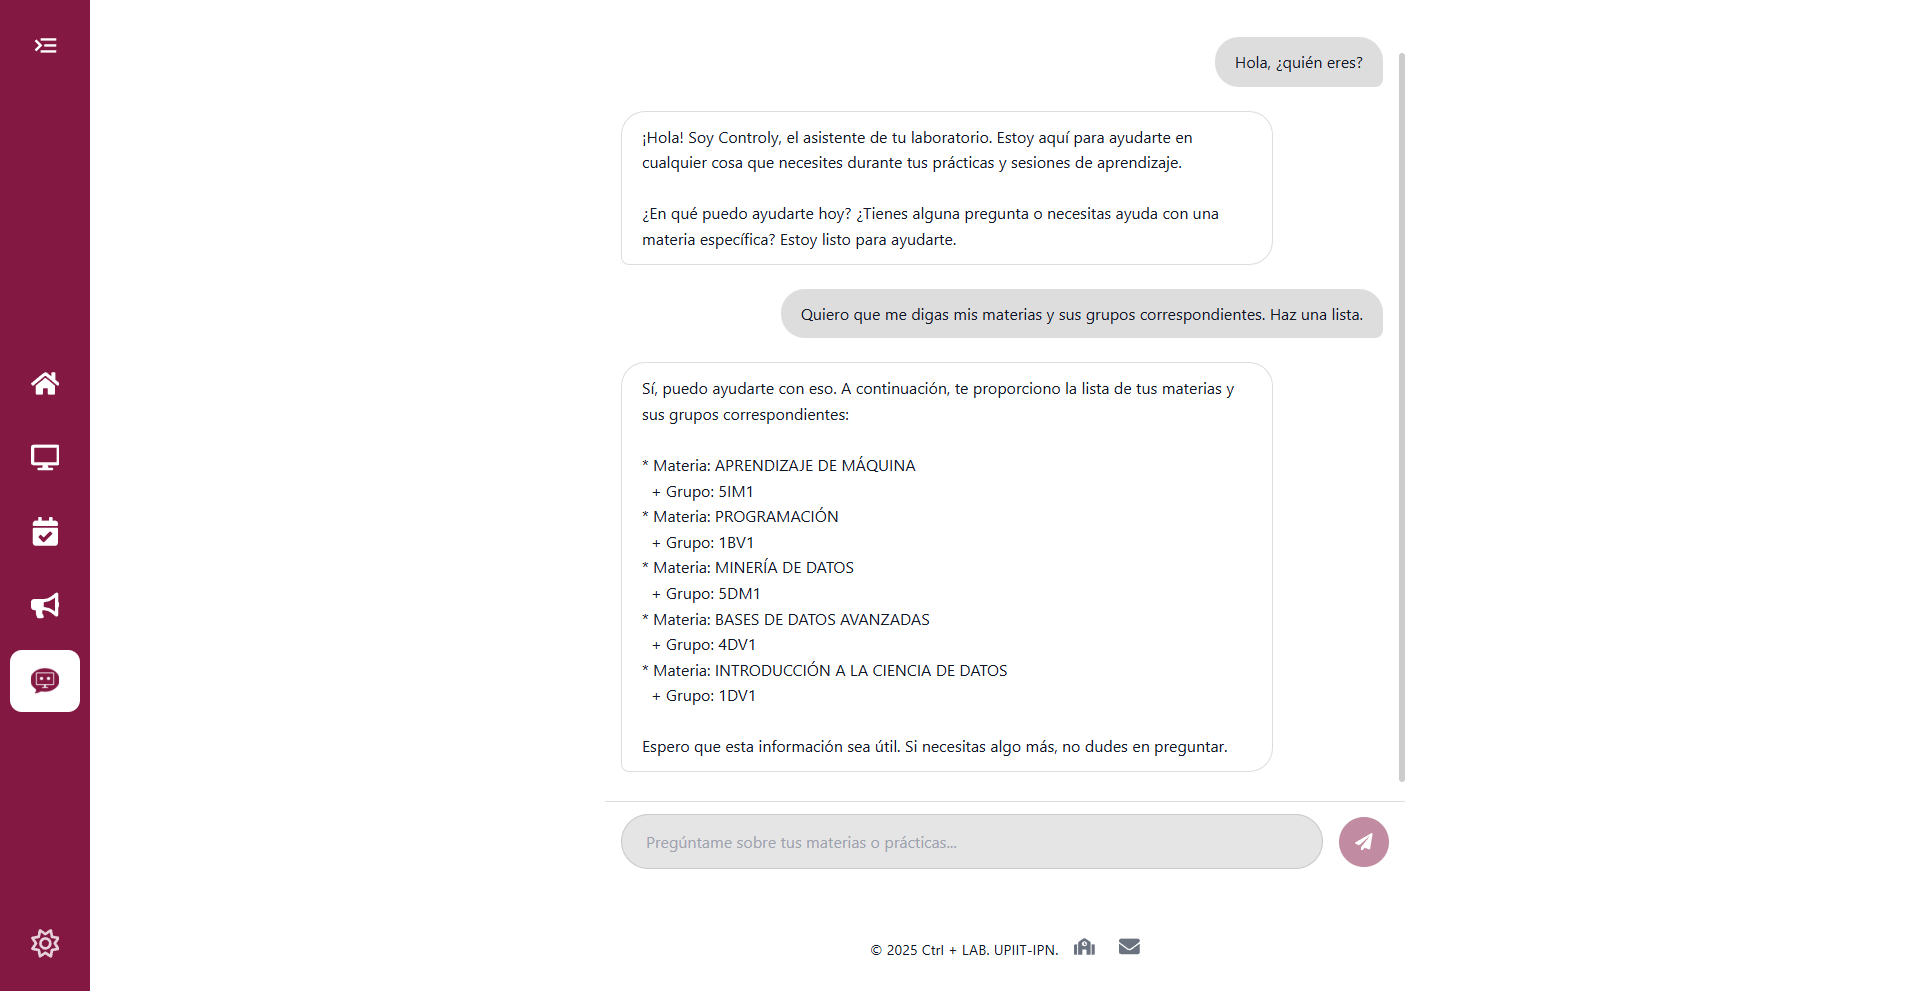 Hola, ¿quién eres?
¡Hola! Soy Controly, el asistente de tu laboratorio. Estoy aquí para ayudarte en
cualquier cosa que necesites durante tus prácticas y sesiones de aprendizaje.
¿En qué puedo ayudarte hoy? ¿Tienes alguna pregunta o necesitas ayuda con una
materia específica? Estoy listo para ayudarte.
Quiero que me digas mis materias y sus grupos correspondientes. Haz una lista.
Sí, puedo ayudarte con eso. A continuación, te proporciono la lista de tus materias y
sus grupos correspondientes:
* Materia: APRENDIZAJE DE MÁQUINA
+ Grupo: 5IM1
* Materia: PROGRAMACIÓN
+ Grupo: 1BV1
* Materia: MINERÍA DE DATOS
+ Grupo: 5DM1
* Materia: BASES DE DATOS AVANZADAS
+ Grupo: 4DV1
* Materia: INTRODUCCIÓN A LA CIENCIA DE DATOS
+ Grupo: 1DV1
Espero que esta información sea útil. Si necesitas algo más, no dudes en preguntar.
Pregúntame sobre tus materias o prácticas...
© 2025 Ctrl + LAB. UPIIT-IPN.